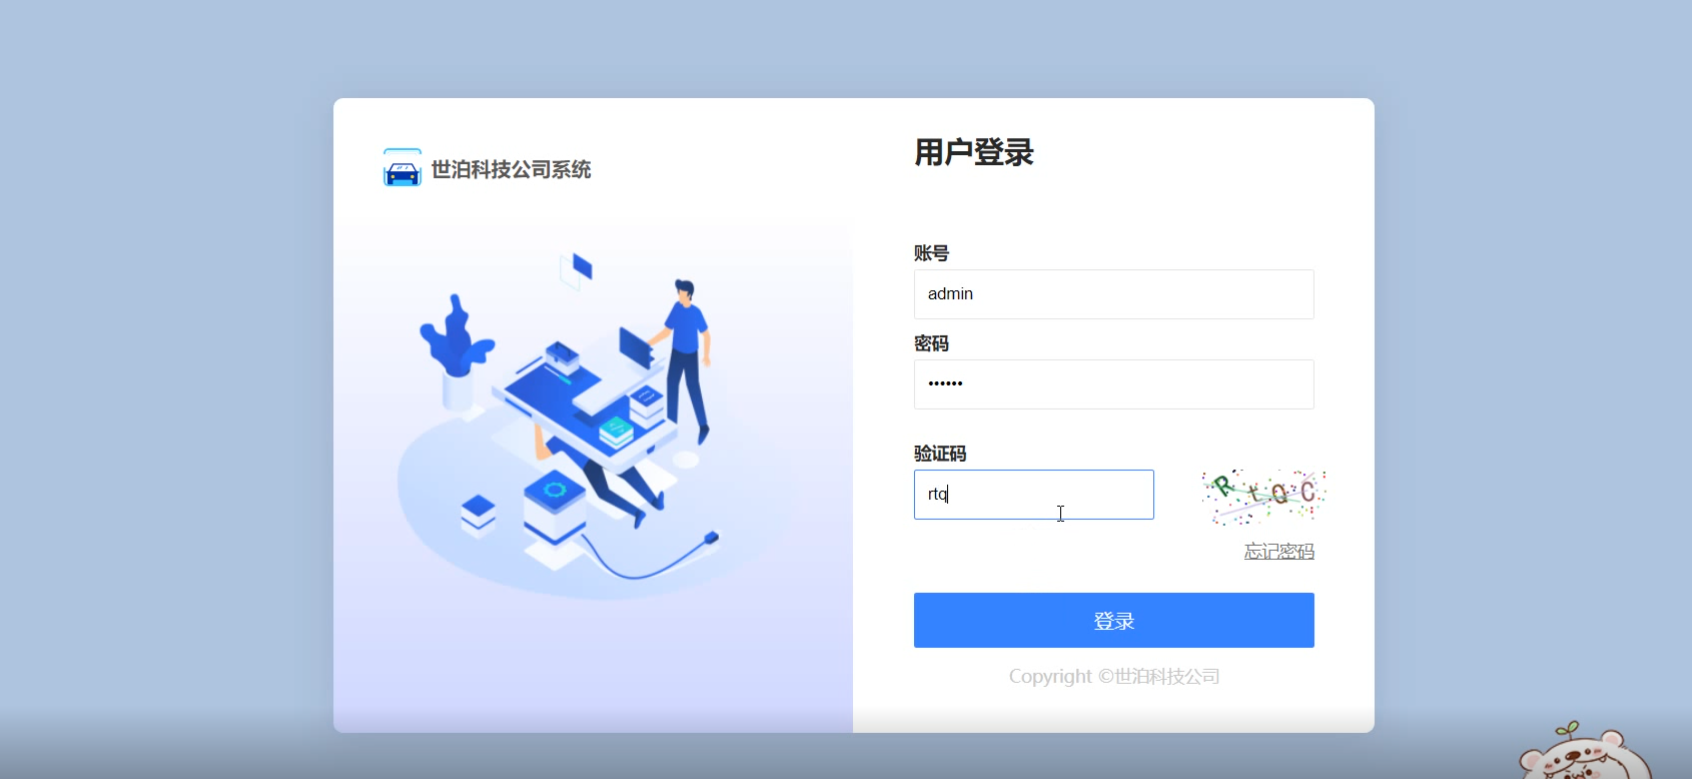 世泊科技公司系统
用户登录
账号
admin
密码
••••••
验证码
rtq
RtQC
忘记密码
登录
Copyright ©世泊科技公司